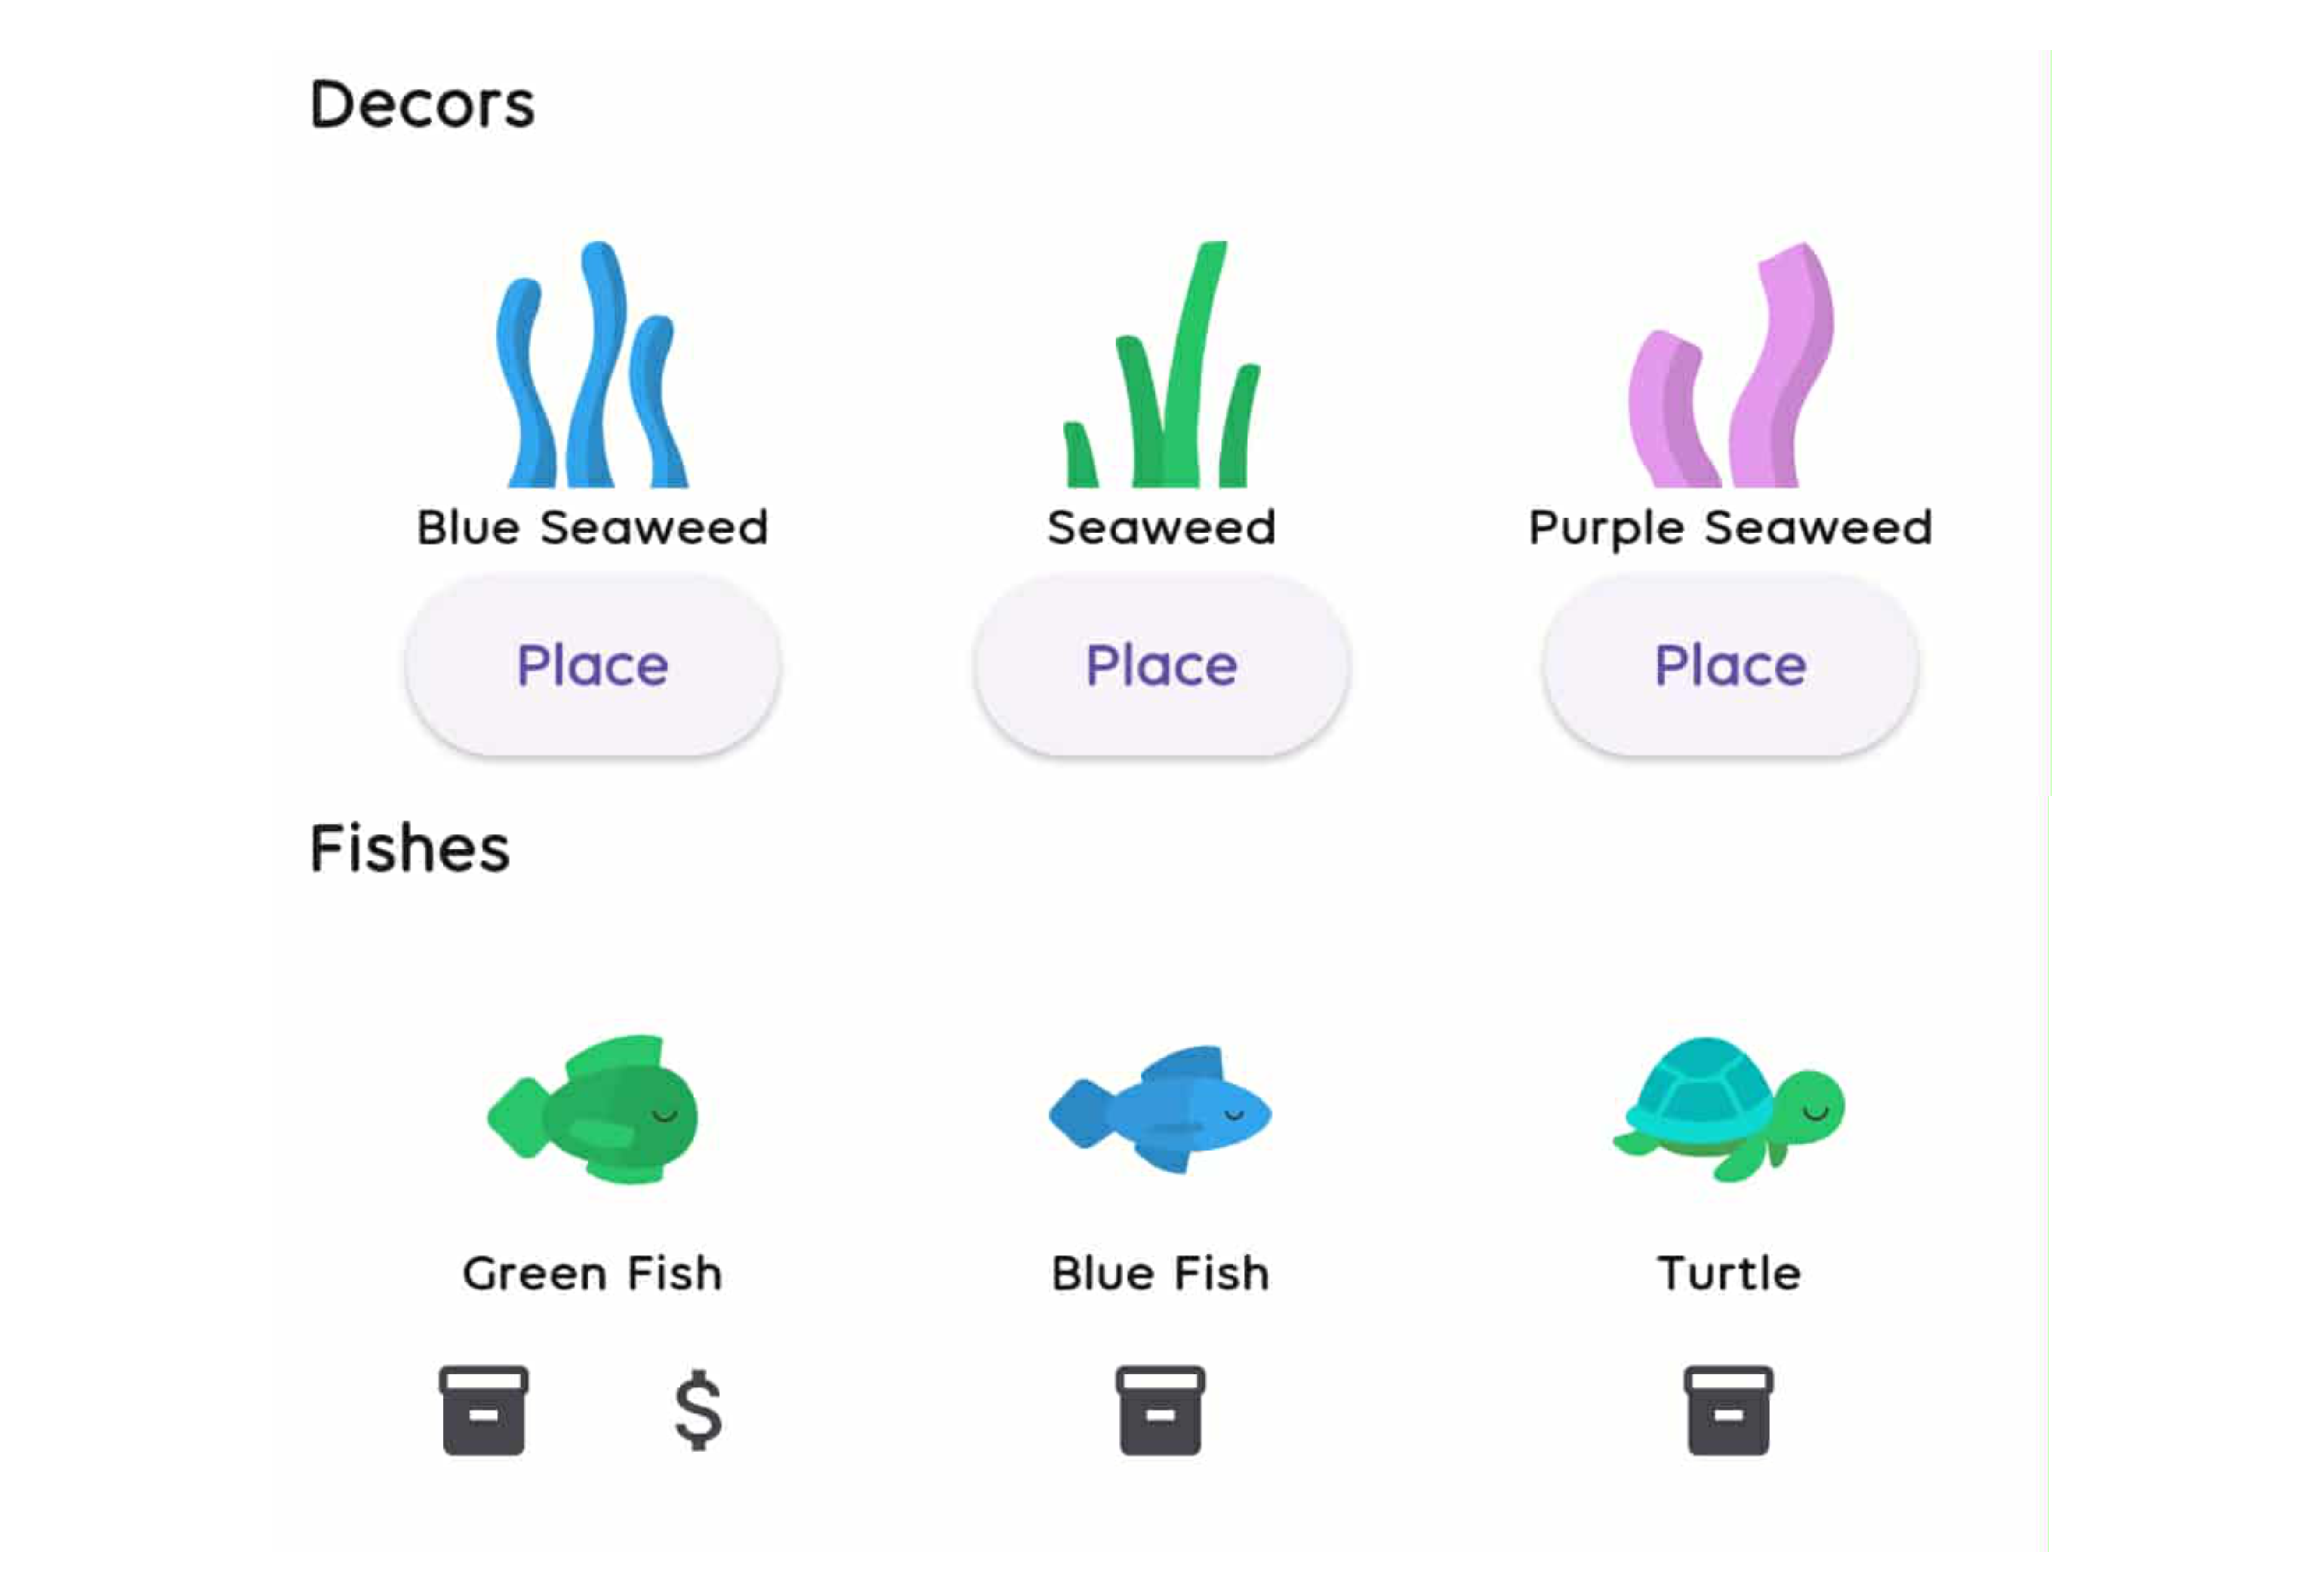 Decors
Blue Seaweed Seaweed Purple Seaweed
Place Place Place
Fishes
Green Fish Blue Fish Turtle
$